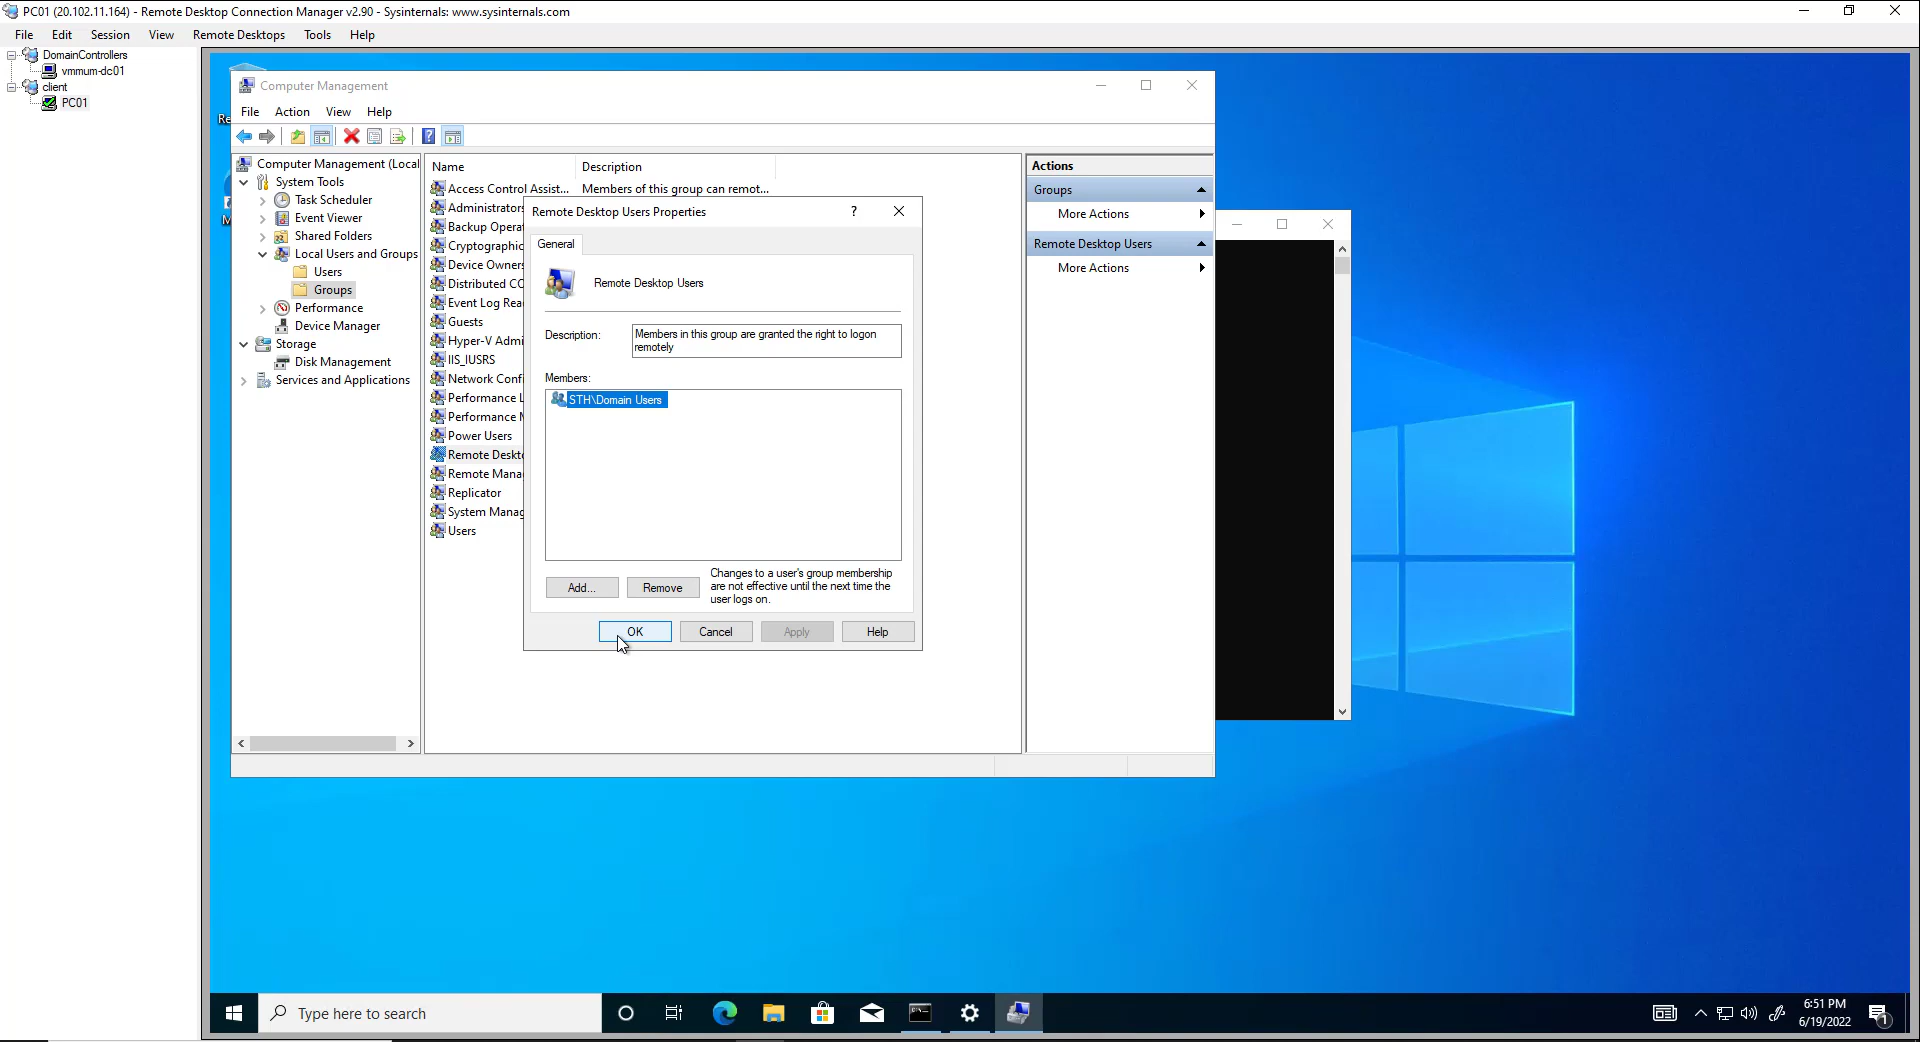 PC01 (20.102.11.164) - Remote Desktop Connection Manager v2.90 - Sysinternals: www.sysinternals.com
File Edit Session View Remote Desktops Tools Help
DomainControllers
vmmum-dc01
client
PC01
Computer Management
File Action View Help
Computer Management (Local
System Tools
Task Scheduler
Event Viewer
Shared Folders
Local Users and Groups
Users
Groups
Performance
Device Manager
Storage
Disk Management
Services and Applications
Name Description
Access Control Assist... Members of this group can remot...
Administrators
Backup Operat
Cryptographic
Device Owners
Distributed CO
Event Log Rea
Guests
Hyper-V Admi
IIS_IUSRS
Network Confi
Performance L
Performance M
Power Users
Remote Deskto
Remote Mana
Replicator
System Manag
Users
Remote Desktop Users Properties
?
General
Remote Desktop Users
Description:
Members in this group are granted the right to logon
remotely
Members:
STH\Domain Users
Add...
Remove
Changes to a user's group membership
are not effective until the next time the
user logs on.
OK
Cancel
Apply
Help
Actions
Groups
More Actions
Remote Desktop Users
More Actions
Re
M
Type here to search
6:51 PM
6/19/2022
1